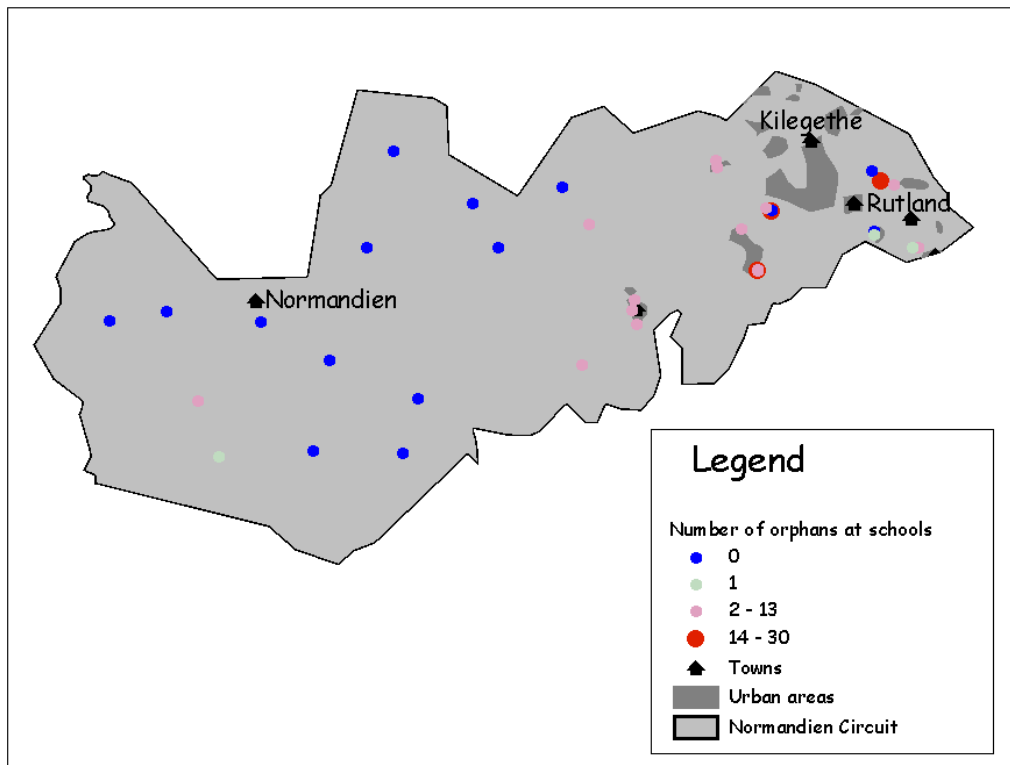 Kilegethe
Rutland
Normandien
Legend
Number of orphans at schools
0
1
2 - 13
14 - 30
Towns
Urban areas
Normandien Circuit